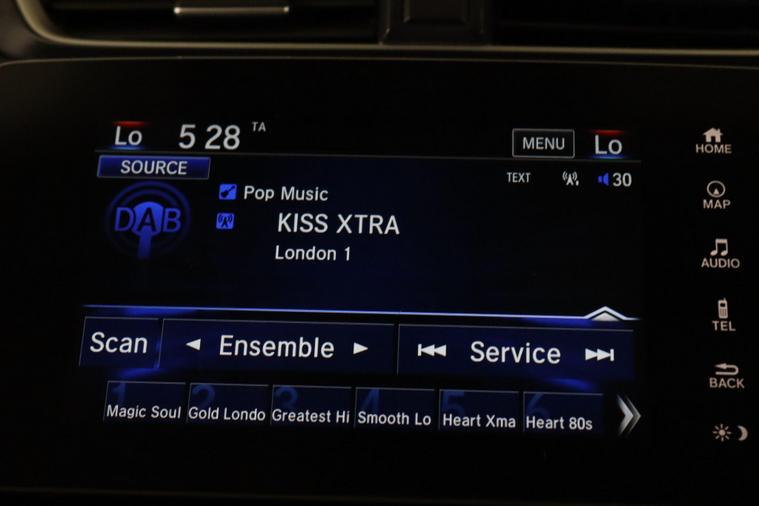 Lo 5 28 TA MENU Lo
SOURCE
TEXT 30
DAB
Pop Music
KISS XTRA
London 1
Scan Ensemble Service
1 2 3 4 5 6
Magic Soul Gold Londo Greatest Hi Smooth Lo Heart Xma Heart 80s
HOME
MAP
AUDIO
TEL
BACK